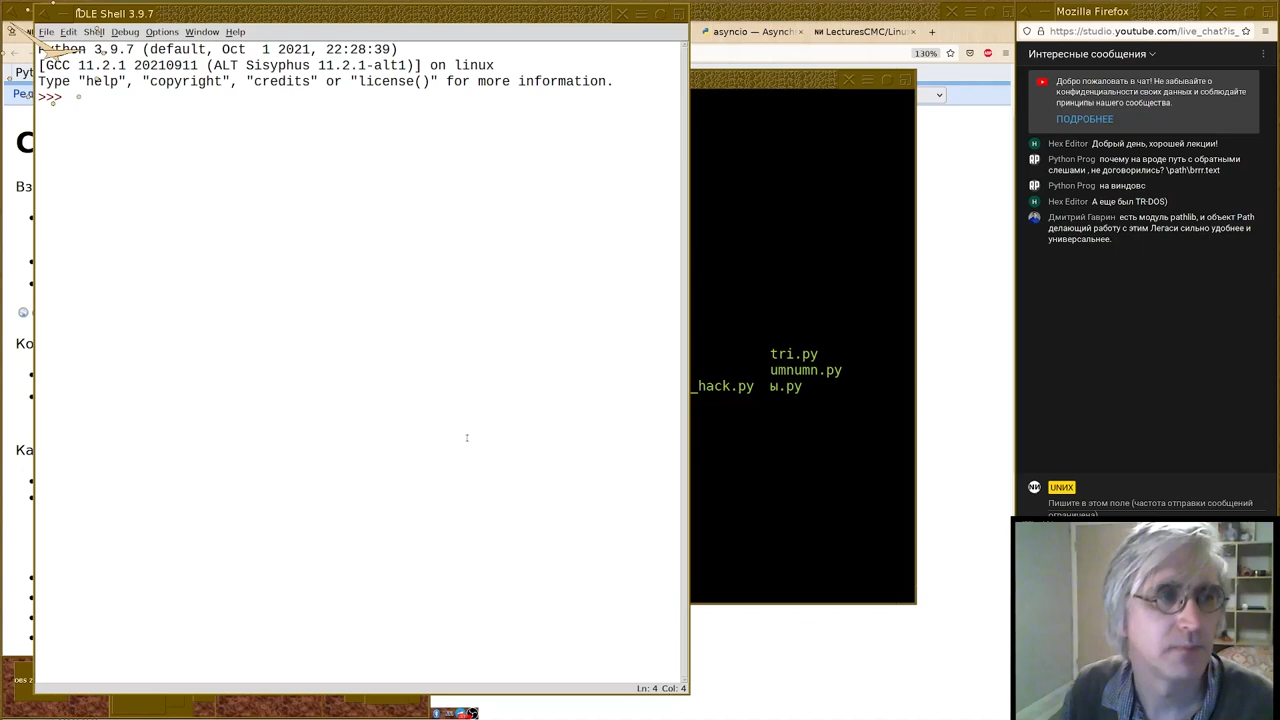 IDLE Shell 3.9.7
File Edit Shell Debug Options Window Help
Python 3.9.7 (default, Oct  1 2021, 22:28:39)
[GCC 11.2.1 20210911 (ALT Sisyphus 11.2.1-alt1)] on linux
Type "help", "copyright", "credits" or "license()" for more information.
>>>
Ln: 4 Col: 4
asyncio — Asynch
LecturesCMC/Linu
130%
tri.py
umnumn.py
_hack.py ы.py
Pyt
Ред
С
Вз
Ко
Ка
Mozilla Firefox
https://studio.youtube.com/live_chat?is_
Интересные сообщения
Добро пожаловать в чат! Не забывайте о
конфиденциальности своих данных и соблюдайте
принципы нашего сообщества.
ПОДРОБНЕЕ
Hex Editor Добрый день, хорошей лекции!
Python Prog почему на вроде путь с обратными
слешами , не договорились? \path\brrr.text
Python Prog на виндовс
Hex Editor А еще был TR-DOS)
Дмитрий Гаврин есть модуль pathlib, и объект Path
делающий работу с этим Легаси сильно удобнее и
универсальнее.
UNИX
Пишите в этом поле (частота отправки сообщений
ограничена)